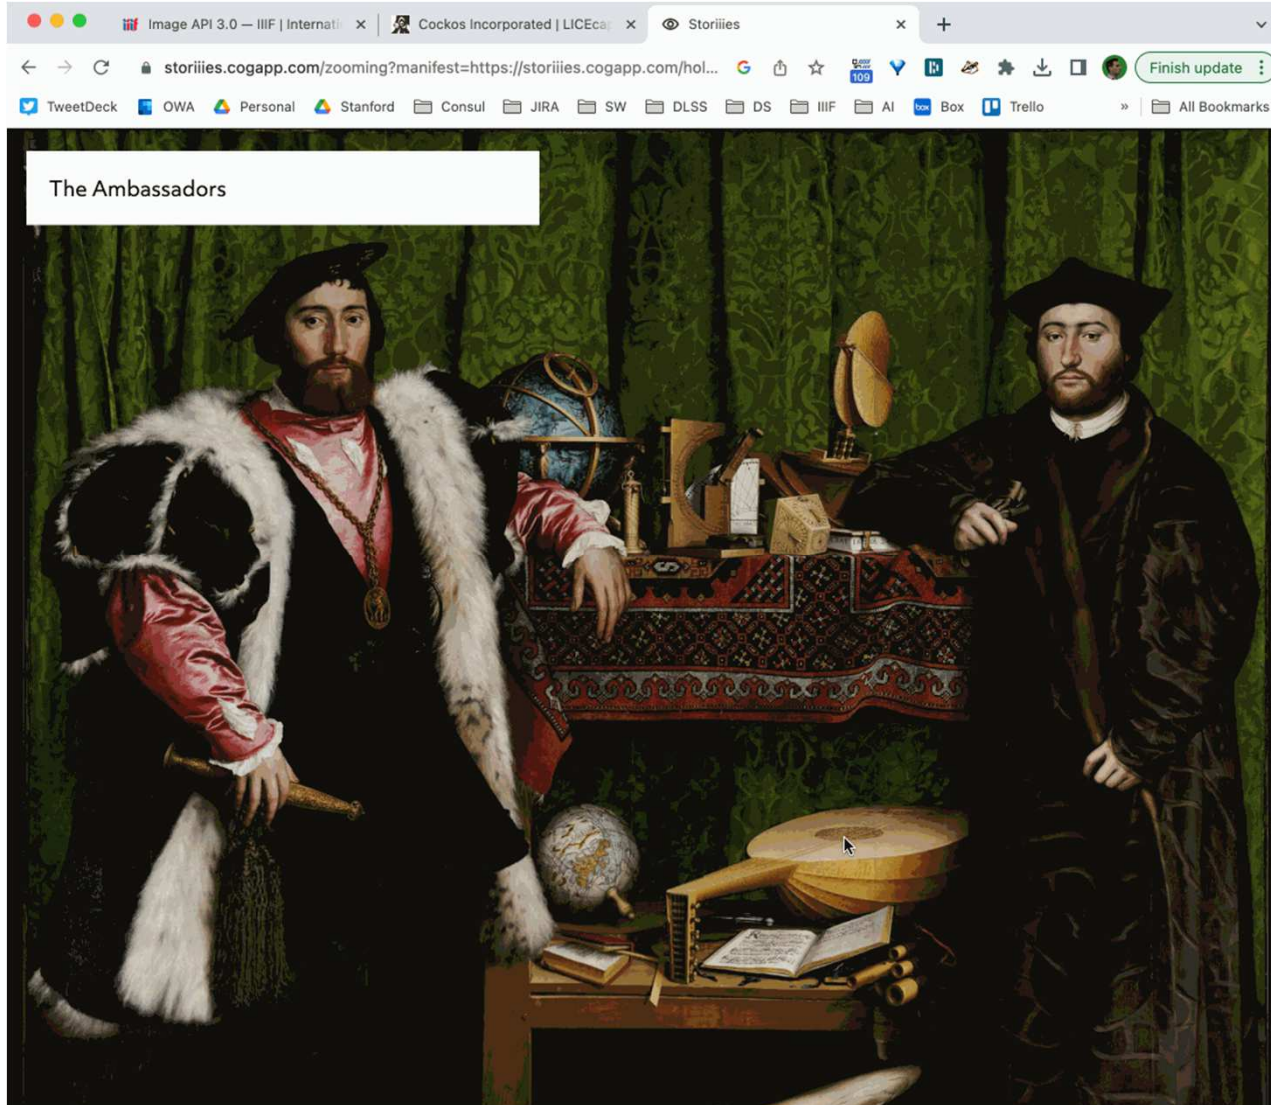 Image API 3.0 — IIIF | Internati
Cockos Incorporated | LICEca
Storiiies
storiiies.cogapp.com/zooming?manifest=https://storiiies.cogapp.com/hol...
109
Finish update
TweetDeck OWA Personal Stanford Consul JIRA SW DLSS DS IIIF AI box Box Trello » All Bookmarks
The Ambassadors